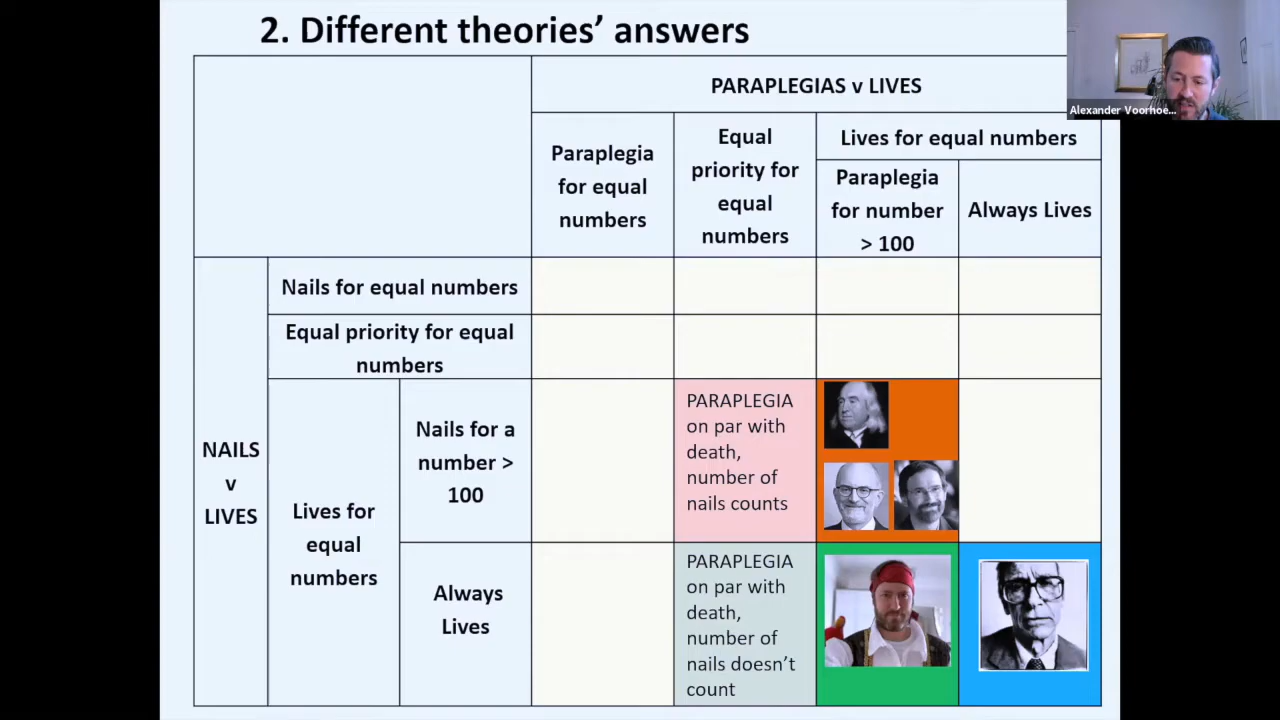 2. Different theories’ answers
Alexander Voorhoe...
PARAPLEGIAS v LIVES
Paraplegia
for equal
numbers
Equal
priority for
equal
numbers
Lives for equal numbers
Paraplegia
for number
> 100
Always Lives
NAILS
v
LIVES
Nails for equal numbers
Equal priority for equal
numbers
Lives for
equal
numbers
Nails for a
number >
100
PARAPLEGIA
on par with
death,
number of
nails counts
Always
Lives
PARAPLEGIA
on par with
death,
number of
nails doesn’t
count